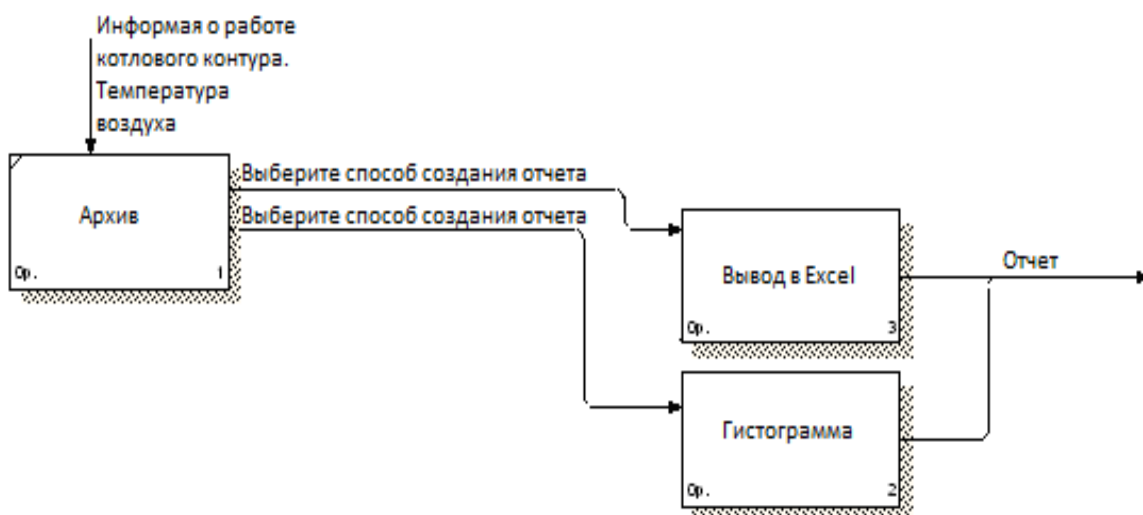 Информая о работе
котлового контура.
Температура
воздуха
Выберите способ создания отчета
Архив
Выберите способ создания отчета
0р. 1
Отчет
Вывод в Excel
0р. 3
Гистограмма
0р. 2